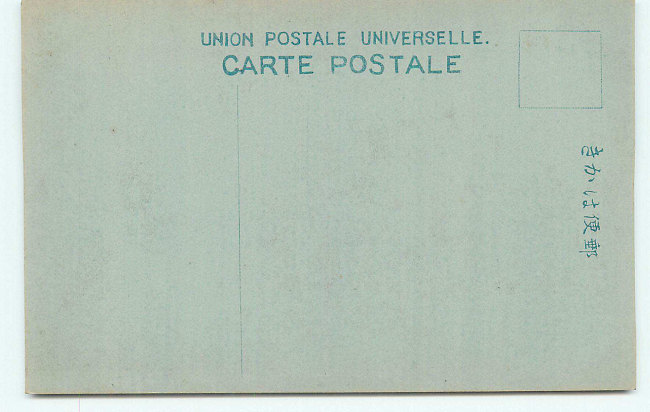 UNION POSTALE UNIVERSELLE.
CARTE POSTALE
きかは便郵